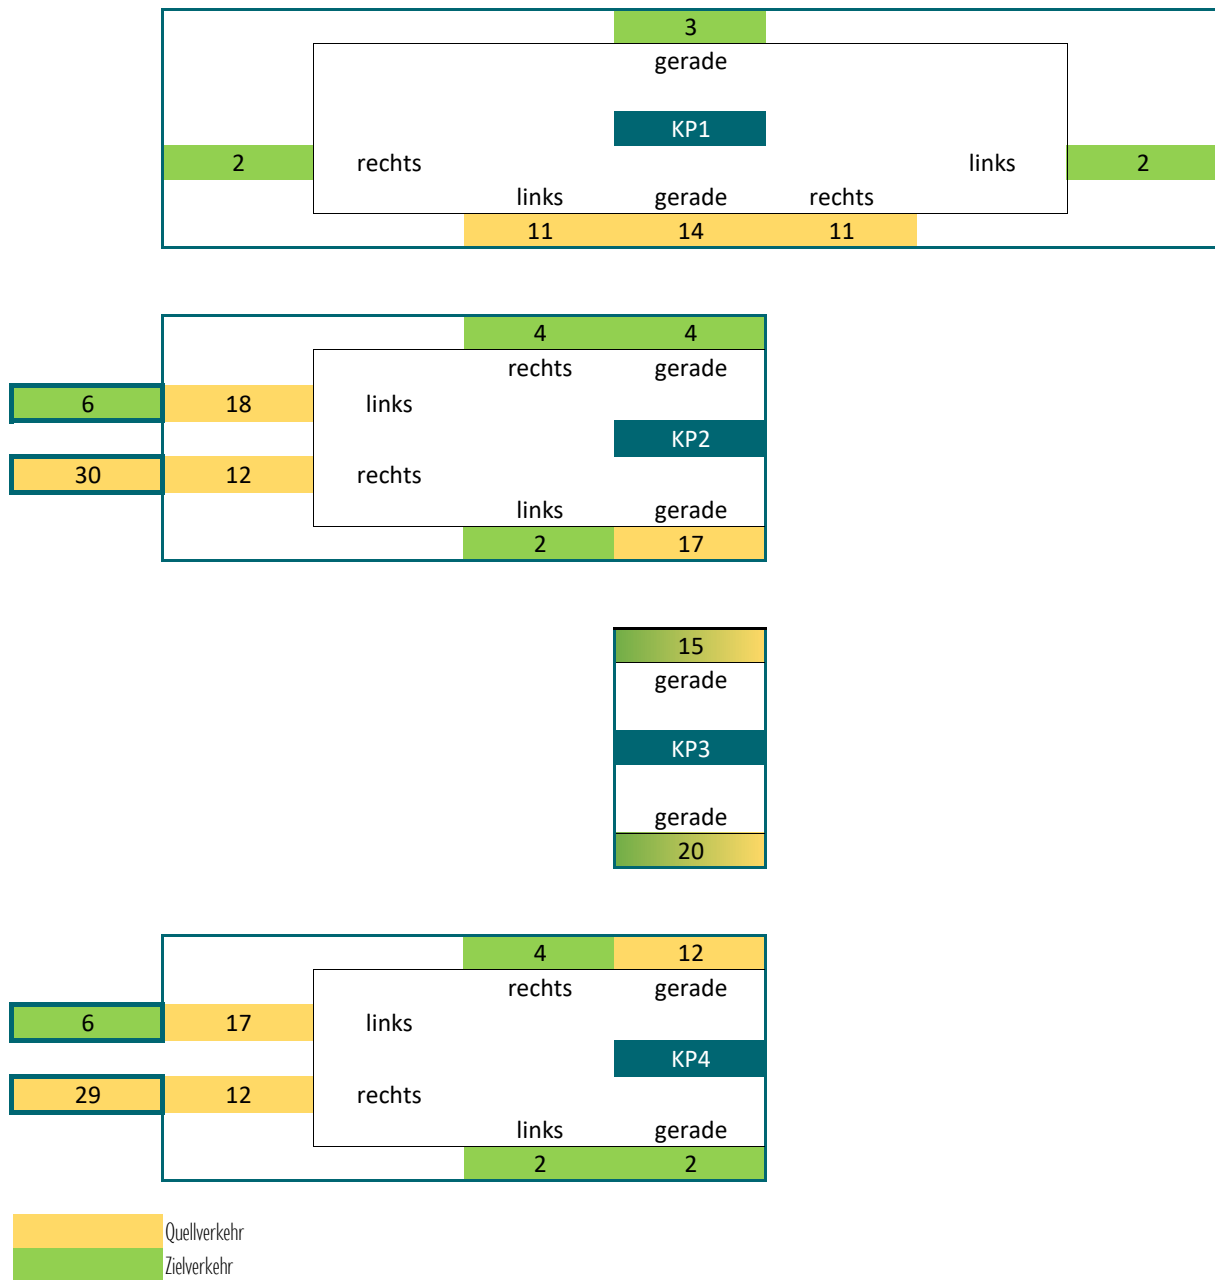 3
gerade
KP1
2 rechts links 2
links gerade rechts
11 14 11
4 4
rechts gerade
6 18 links
KP2
30 12 rechts
links gerade
2 17
15
gerade
KP3
gerade
20
4 12
rechts gerade
6 17 links
KP4
29 12 rechts
links gerade
2 2
Quellverkehr
Zielverkehr